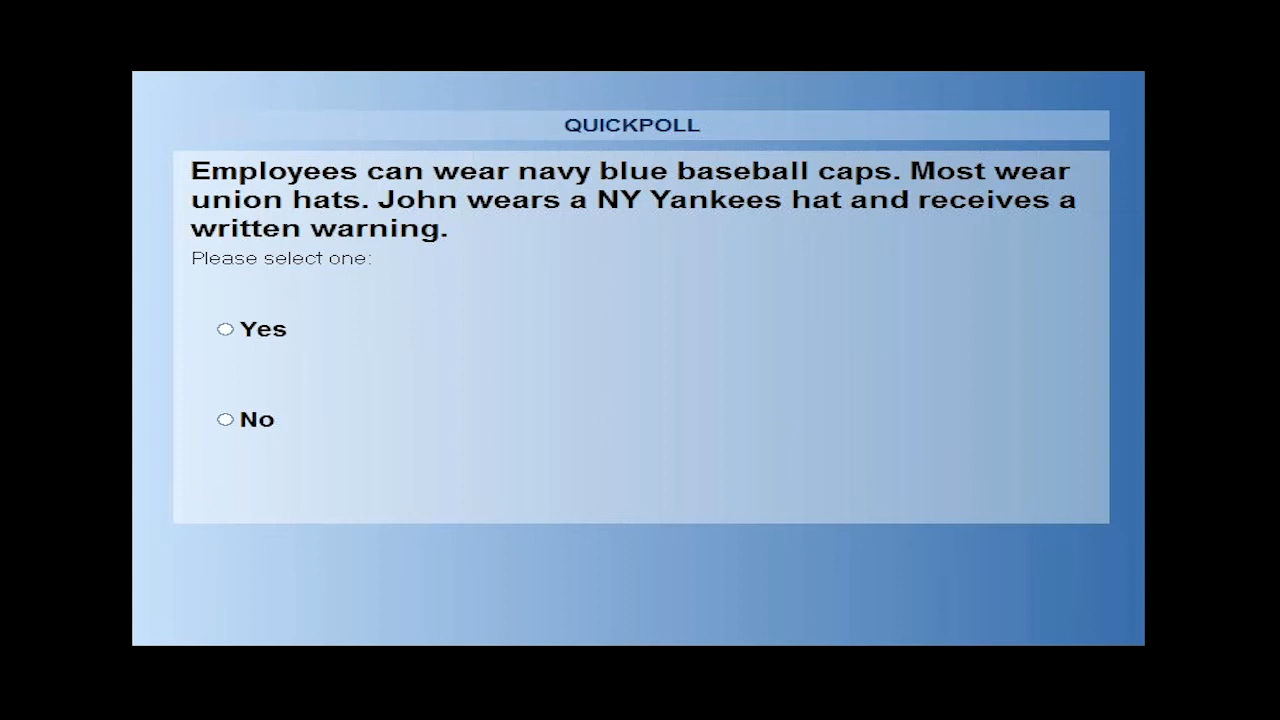 QUICKPOLL
Employees can wear navy blue baseball caps. Most wear
union hats. John wears a NY Yankees hat and receives a
written warning.
Please select one:
Yes
No